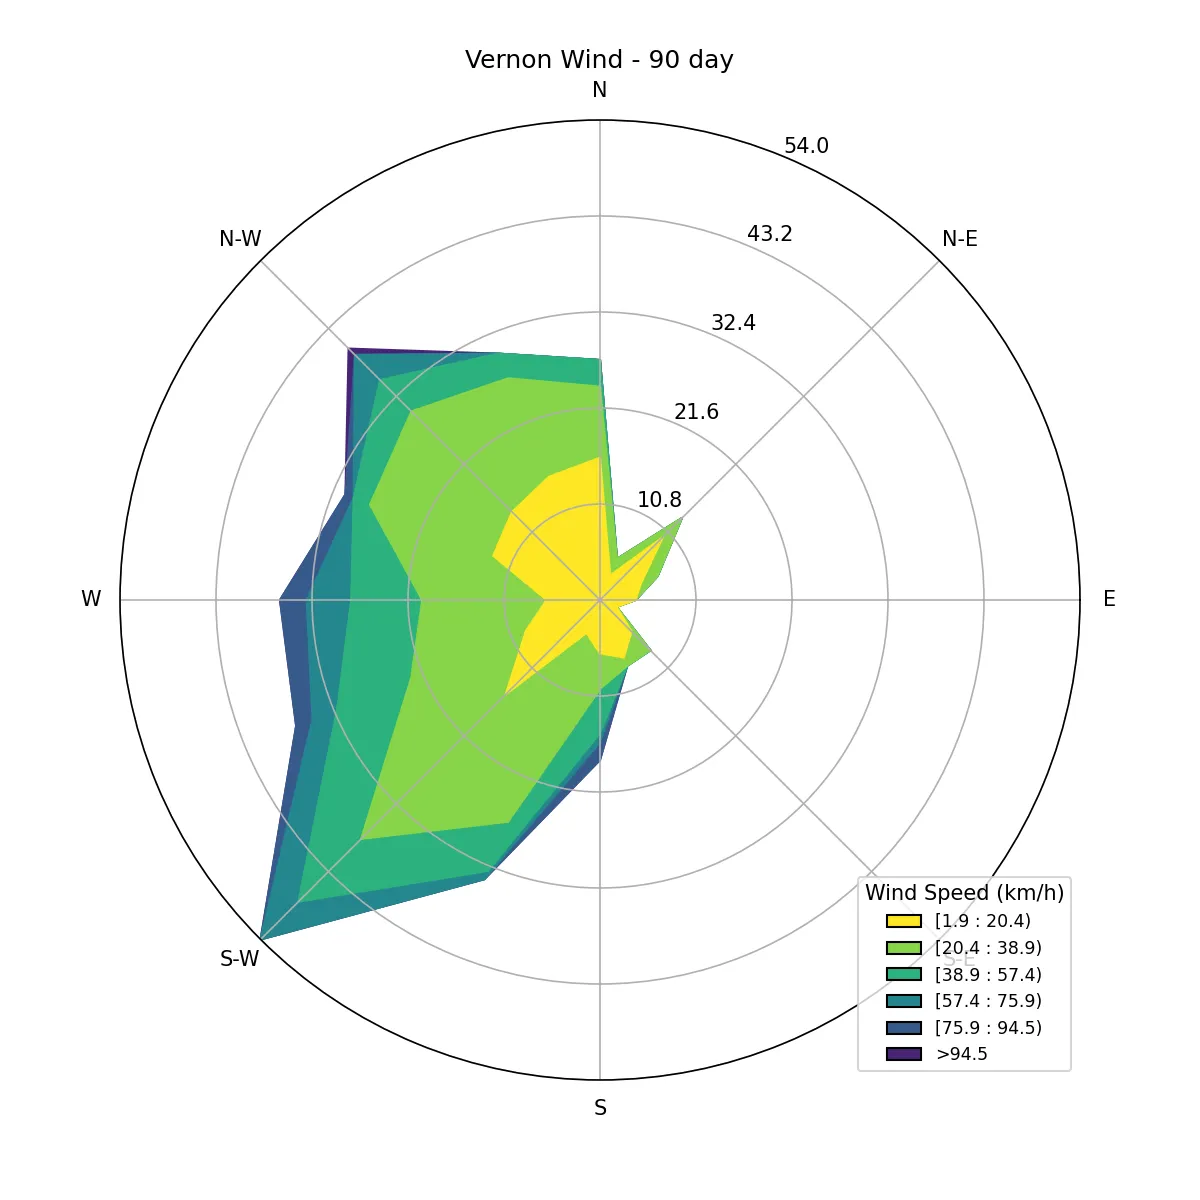 Vernon Wind - 90 day
N
54.0
N-W
43.2
N-E
32.4
21.6
10.8
W
E
S-W
S-E
S
Wind Speed (km/h)
[1.9 : 20.4)
[20.4 : 38.9)
[38.9 : 57.4)
[57.4 : 75.9)
[75.9 : 94.5)
>94.5